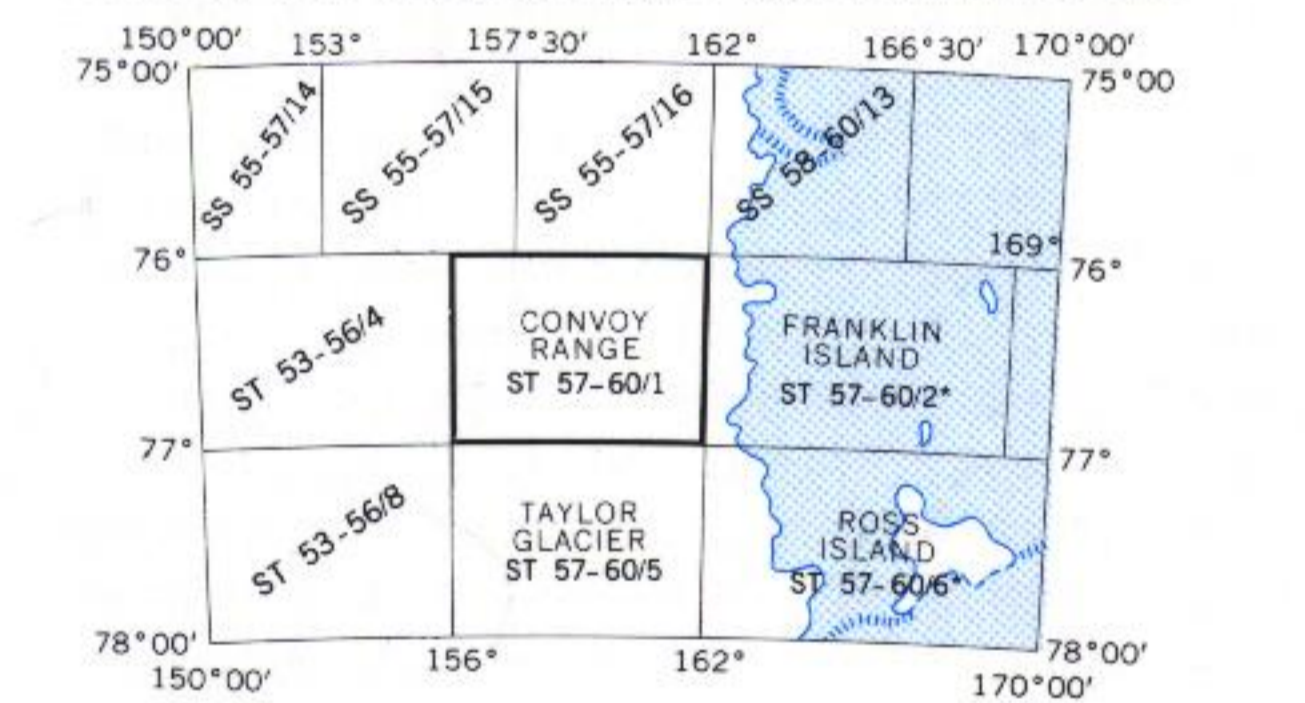 150°00′ 153° 157°30′ 162° 166°30′ 170°00′
75°00′ 75°00
SS 55-57/14
SS 55-57/15
SS 55-57/16
SS 58-60/13
169°
76° 76°
ST 53-56/4
CONVOY
RANGE
ST 57-60/1
FRANKLIN
ISLAND
ST 57-60/2*
77° 77°
ST 53-56/8
TAYLOR
GLACIER
ST 57-60/5
ROSS
ISLAND
ST 57-60/6*
78°00′ 78°00′
150°00′ 156° 162° 170°00′